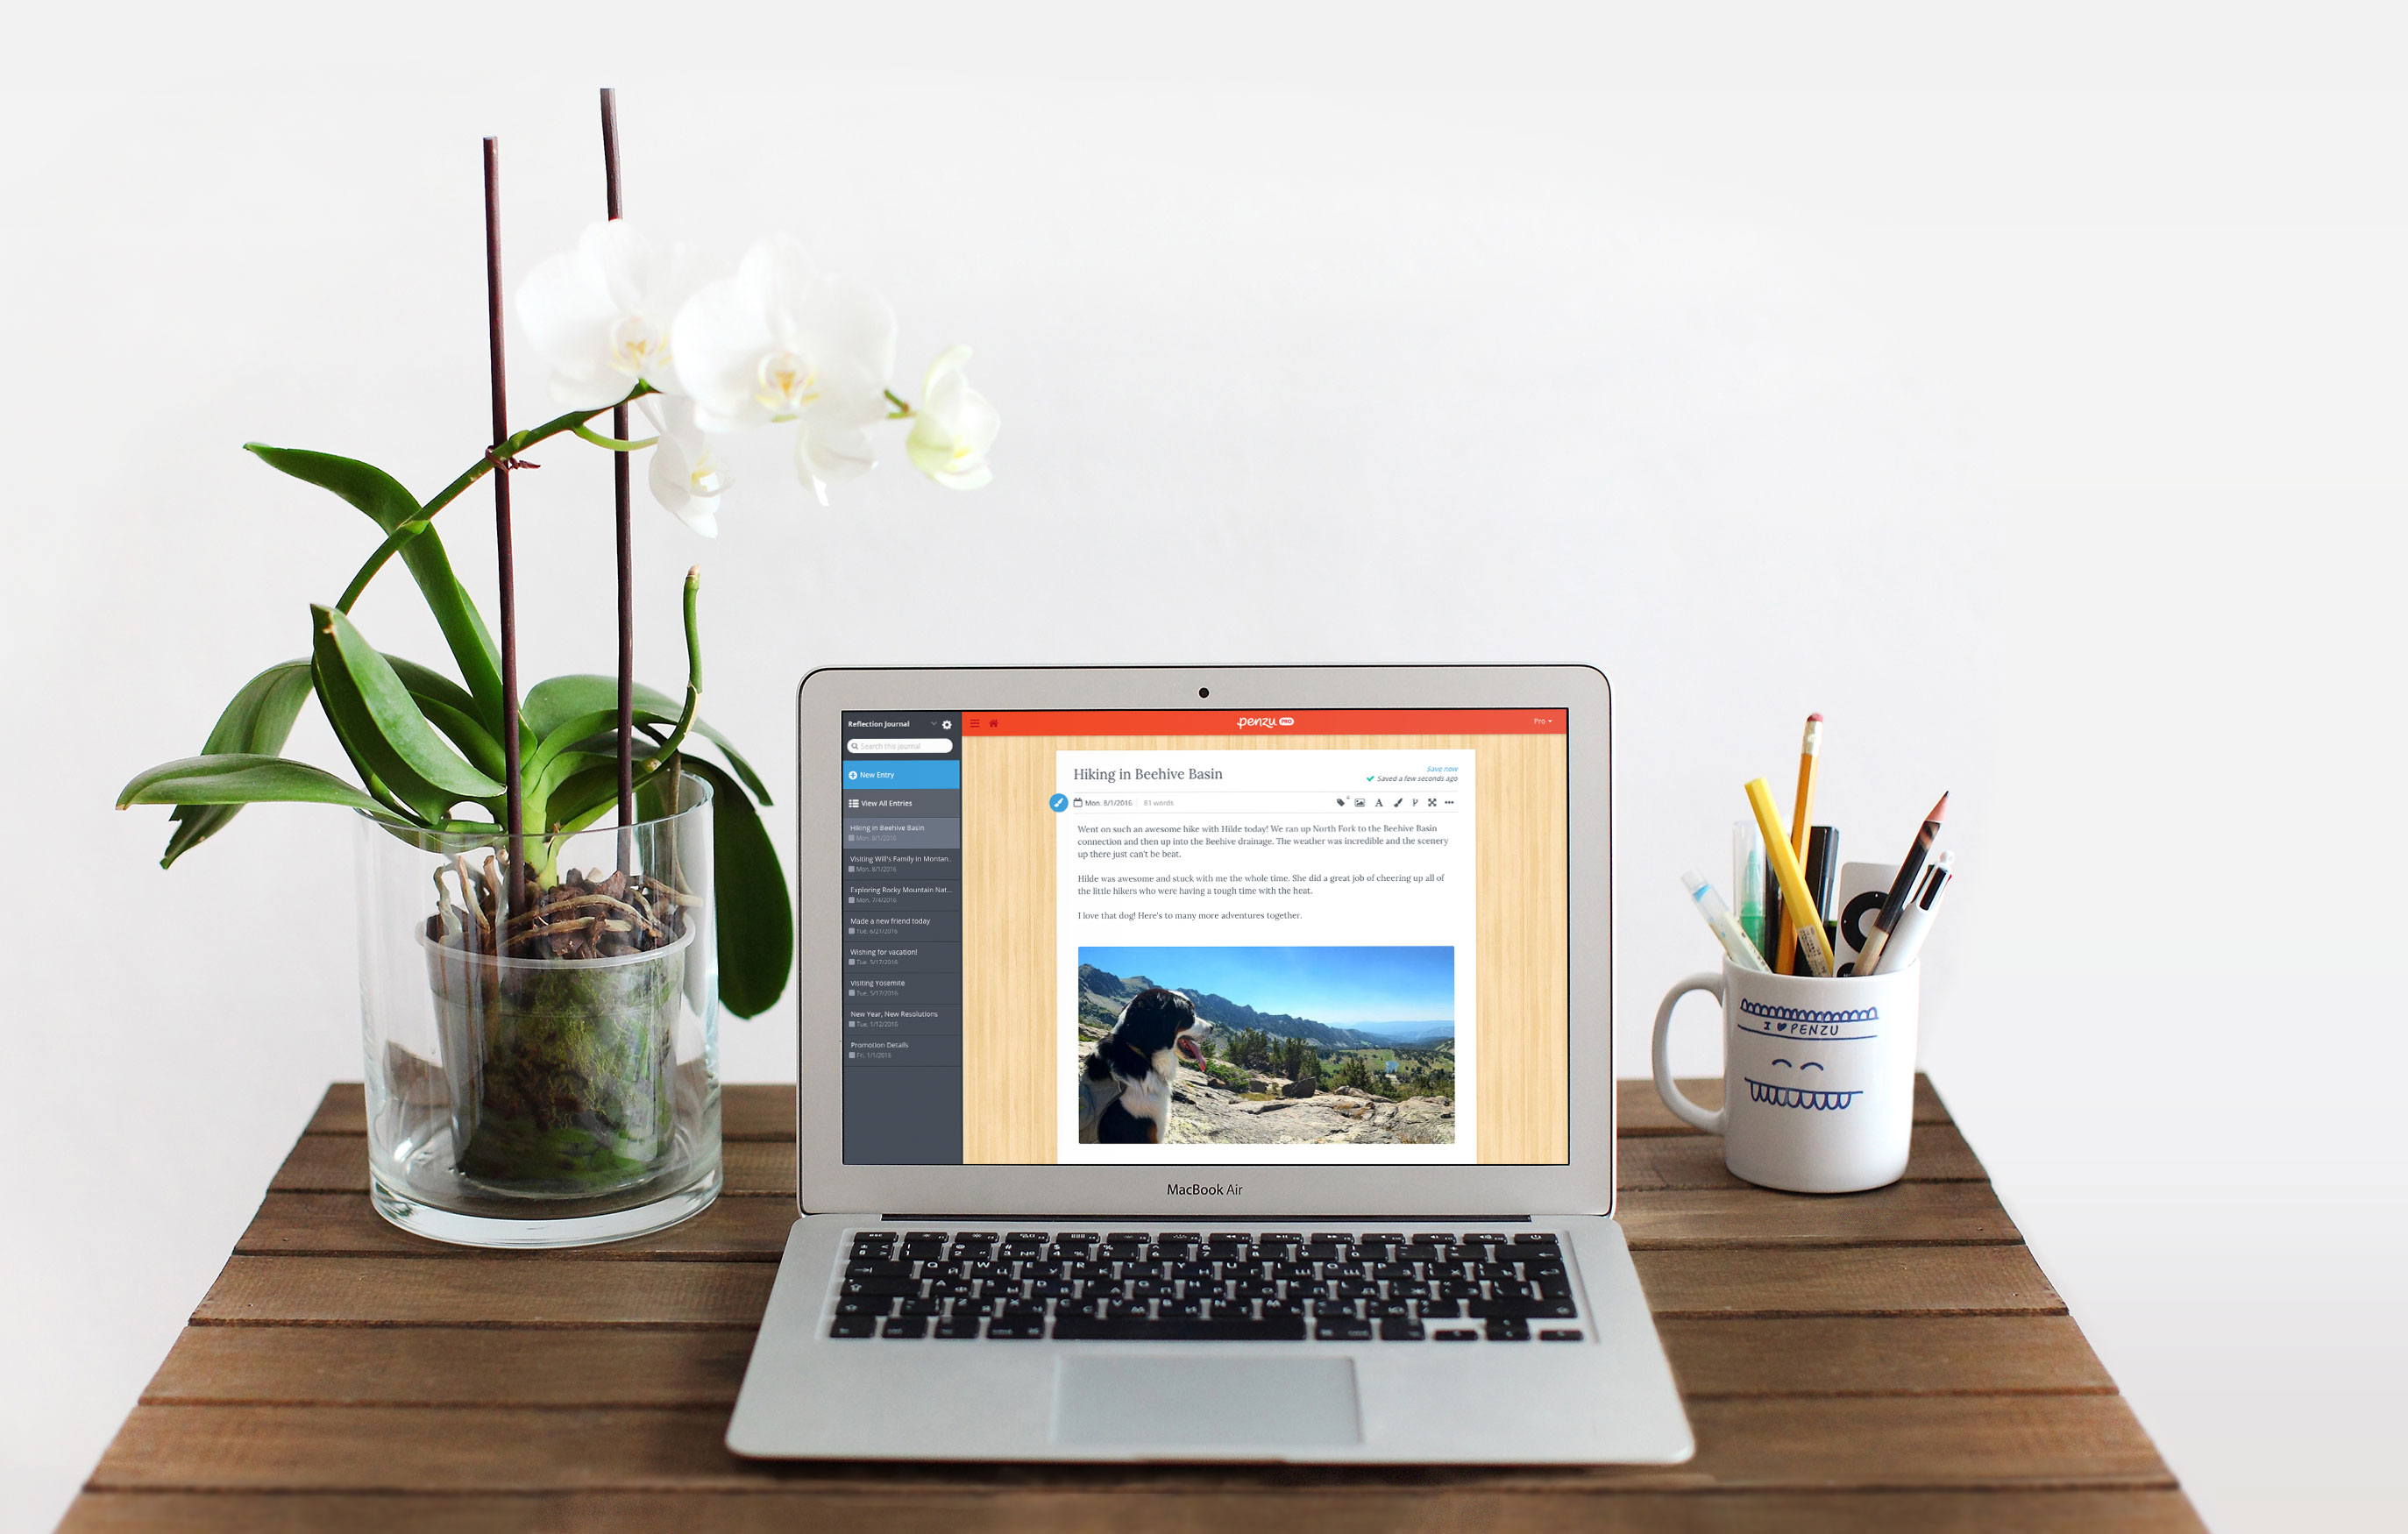 Reflection Journal
Search this journal
New Entry
View All Entries
Hiking in Beehive Basin
Mon. 8/1/2016
Visiting Will's Family in Montan..
Mon. 8/1/2016
Exploring Rocky Mountain Nat...
Mon. 7/4/2016
Made a new friend today
Tue. 6/21/2016
Wishing for vacation!
Tue. 5/17/2016
Visiting Yosemite
Tue. 5/17/2016
New Year, New Resolutions
Tue. 1/12/2016
Promotion Details
Fri. 1/1/2016
penzu PRO
Pro
Hiking in Beehive Basin
Save now
Saved a few seconds ago
Mon. 8/1/2016 81 words
Went on such an awesome hike with Hilde today! We ran up North Fork to the Beehive Basin
connection and then up into the Beehive drainage. The weather was incredible and the scenery
up there just can't be beat.
Hilde was awesome and stuck with me the whole time. She did a great job of cheering up all of
the little hikers who were having a tough time with the heat.
I love that dog! Here's to many more adventures together.
MacBook Air
I ♥ PENZU